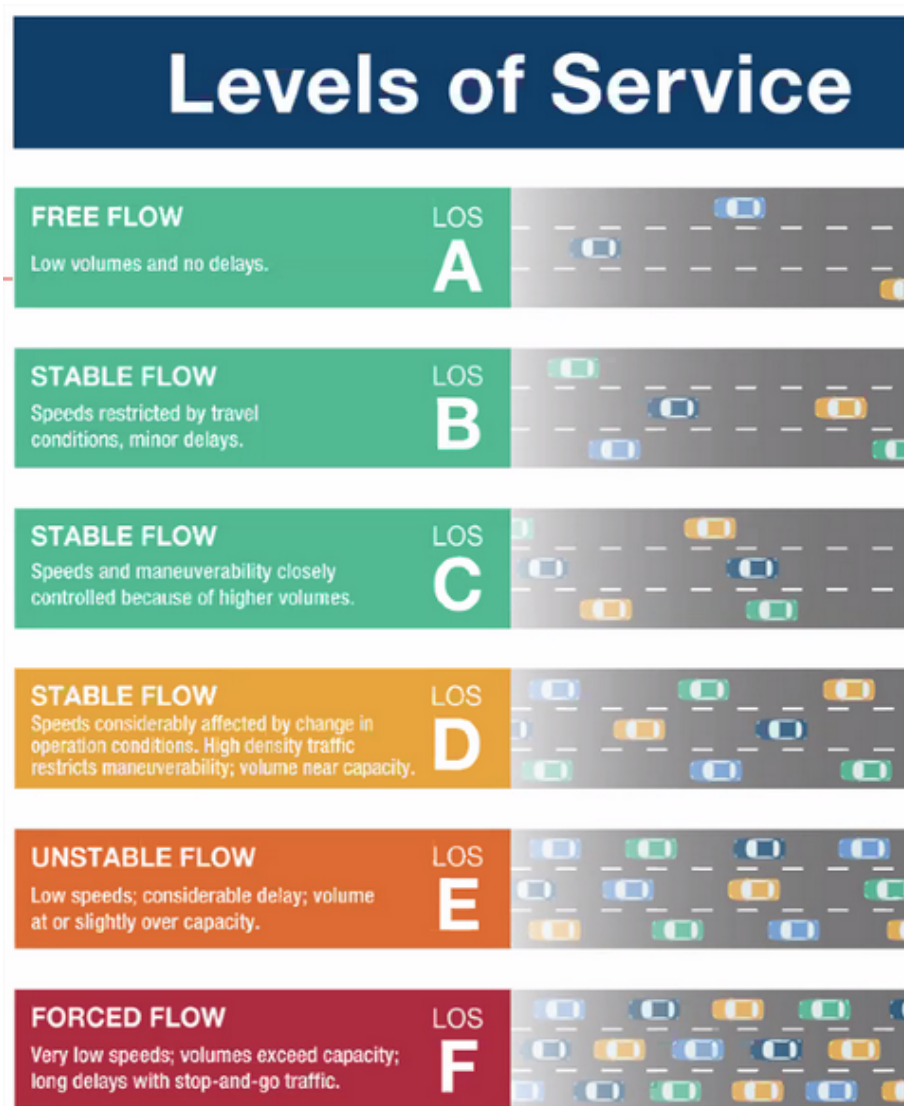 Levels of Service
FREE FLOW
LOS
Low volumes and no delays.
A
STABLE FLOW
LOS
Speeds restricted by travel
conditions, minor delays.
B
STABLE FLOW
LOS
Speeds and maneuverability closely
controlled because of higher volumes.
C
STABLE FLOW
LOS
Speeds considerably affected by change in
operation conditions. High density traffic
restricts maneuverability; volume near capacity.
D
UNSTABLE FLOW
LOS
Low speeds; considerable delay; volume
at or slightly over capacity.
E
FORCED FLOW
LOS
Very low speeds; volumes exceed capacity;
long delays with stop-and-go traffic.
F